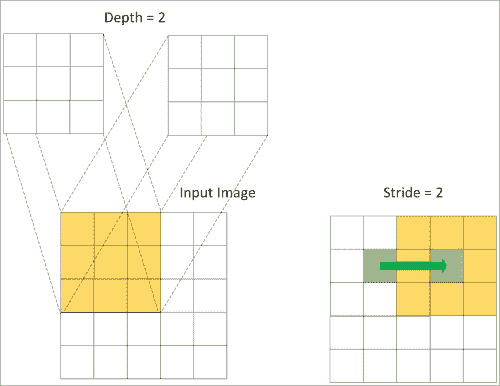 Depth = 2
Input Image
Stride = 2